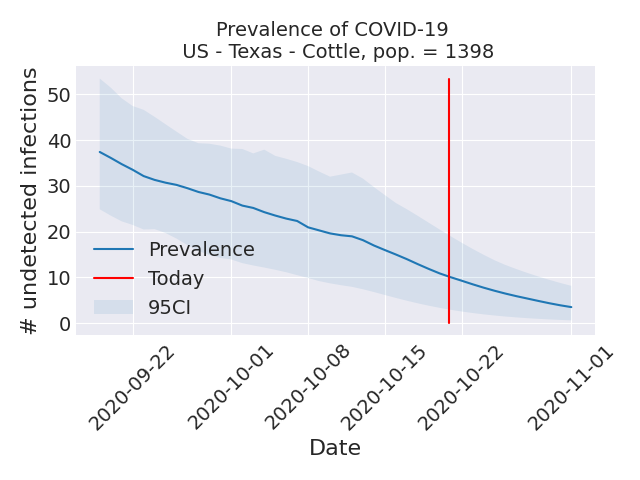 Prevalence of COVID-19
US - Texas - Cottle, pop. = 1398
# undetected infections
50
40
30
20
10
0
Prevalence
Today
95CI
2020-09-22
2020-10-01
2020-10-08
2020-10-15
2020-10-22
2020-11-01
Date